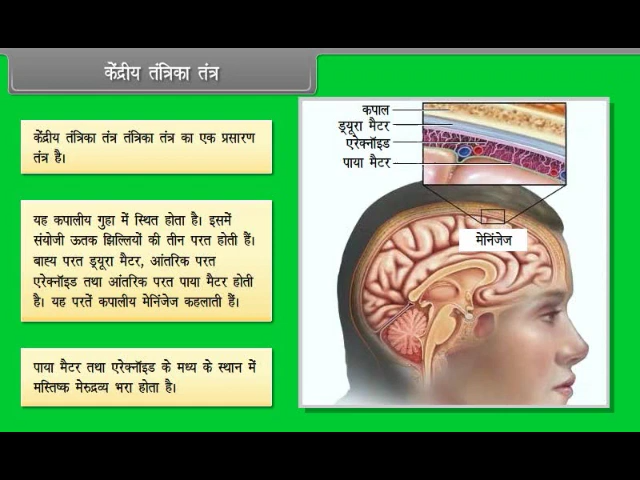 केंद्रीय तंत्रिका तंत्र
केंद्रीय तंत्रिका तंत्र तंत्रिका तंत्र का एक प्रसारण
तंत्र है।
यह कपालीय गुहा में स्थित होता है। इसमें
संयोजी ऊतक झिल्लियों की तीन परत होती हैं।
बाह्य परत ड्यूरा मैटर, आंतरिक परत
एरेक्नॉइड तथा आंतरिक परत पाया मैटर होती
है। यह परतें कपालीय मेनिंजेज कहलाती हैं।
पाया मैटर तथा एरेक्नॉइड के मध्य के स्थान में
मस्तिष्क मेरुद्रव्य भरा होता है।
कपाल
ड्यूरा मैटर
एरेक्नॉइड
पाया मैटर
मेनिंजेज